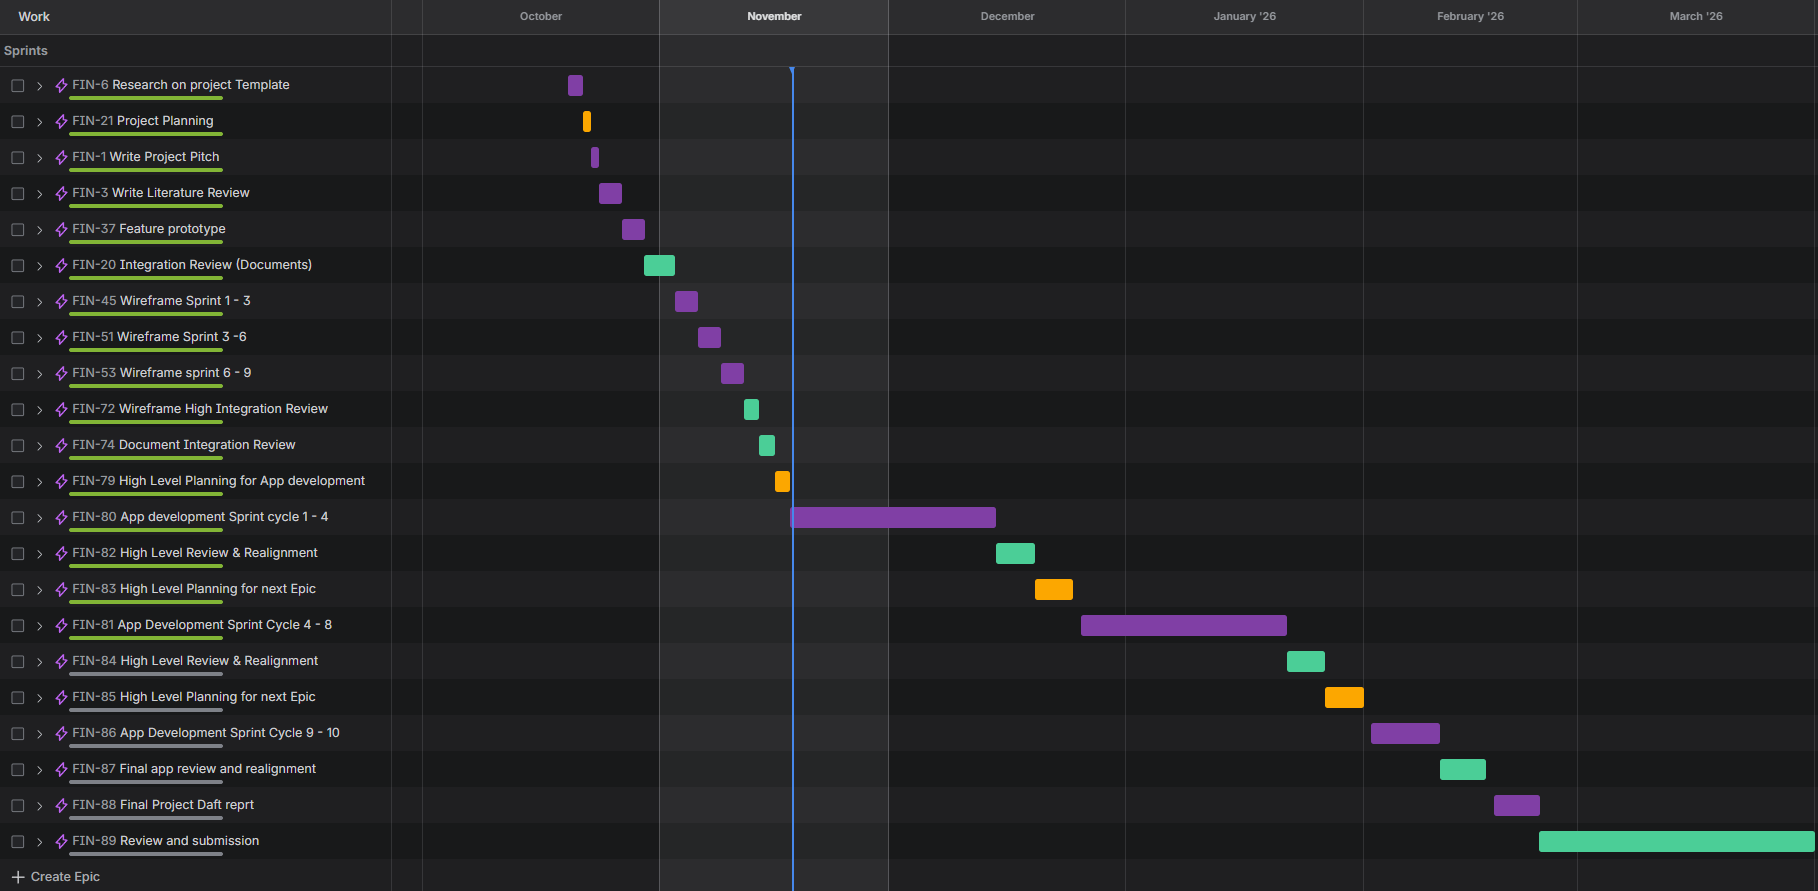 Work October November December January '26 February '26 March '26
Sprints
FIN-6 Research on project Template
FIN-21 Project Planning
FIN-1 Write Project Pitch
FIN-3 Write Literature Review
FIN-37 Feature prototype
FIN-20 Integration Review (Documents)
FIN-45 Wireframe Sprint 1 - 3
FIN-51 Wireframe Sprint 3 -6
FIN-53 Wireframe sprint 6 - 9
FIN-72 Wireframe High Integration Review
FIN-74 Document Integration Review
FIN-79 High Level Planning for App development
FIN-80 App development Sprint cycle 1 - 4
FIN-82 High Level Review & Realignment
FIN-83 High Level Planning for next Epic
FIN-81 App Development Sprint Cycle 4 - 8
FIN-84 High Level Review & Realignment
FIN-85 High Level Planning for next Epic
FIN-86 App Development Sprint Cycle 9 - 10
FIN-87 Final app review and realignment
FIN-88 Final Project Daft reprt
FIN-89 Review and submission
Create Epic